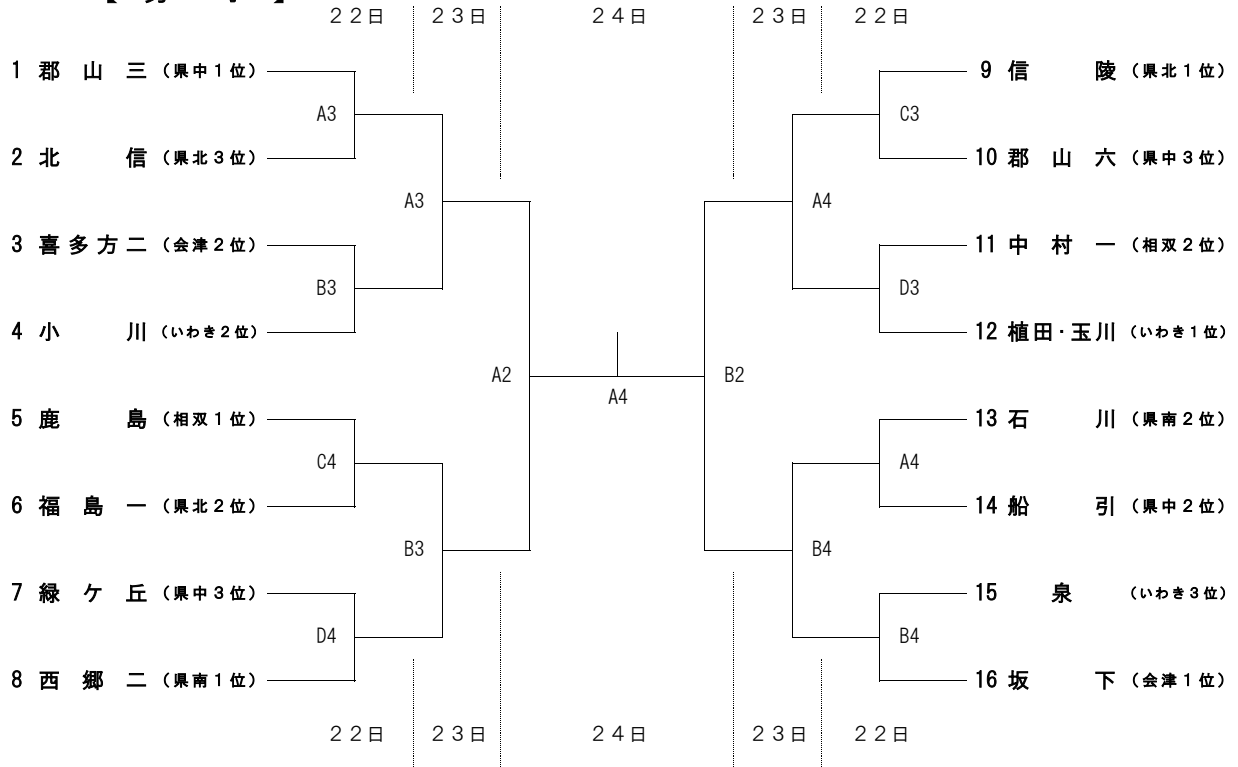 ２２日 ２３日 ２４日 ２３日 ２２日
1 郡山三 （県中１位） 9 信陵 （県北１位）
A3 C3
2 北信 （県北３位） 10 郡山六 （県中３位）
A3 A4
3 喜多方二 （会津２位） 11 中村一 （相双２位）
B3 D3
4 小川 （いわき２位） 12 植田・玉川 （いわき１位）
A2 B2
A4
5 鹿島 （相双１位） 13 石川 （県南２位）
C4 A4
6 福島一 （県北２位） 14 船引 （県中２位）
B3 B4
7 緑ケ丘 （県中３位） 15 泉 （いわき３位）
D4 B4
8 西郷二 （県南１位） 16 坂下 （会津１位）
２２日 ２３日 ２４日 ２３日 ２２日